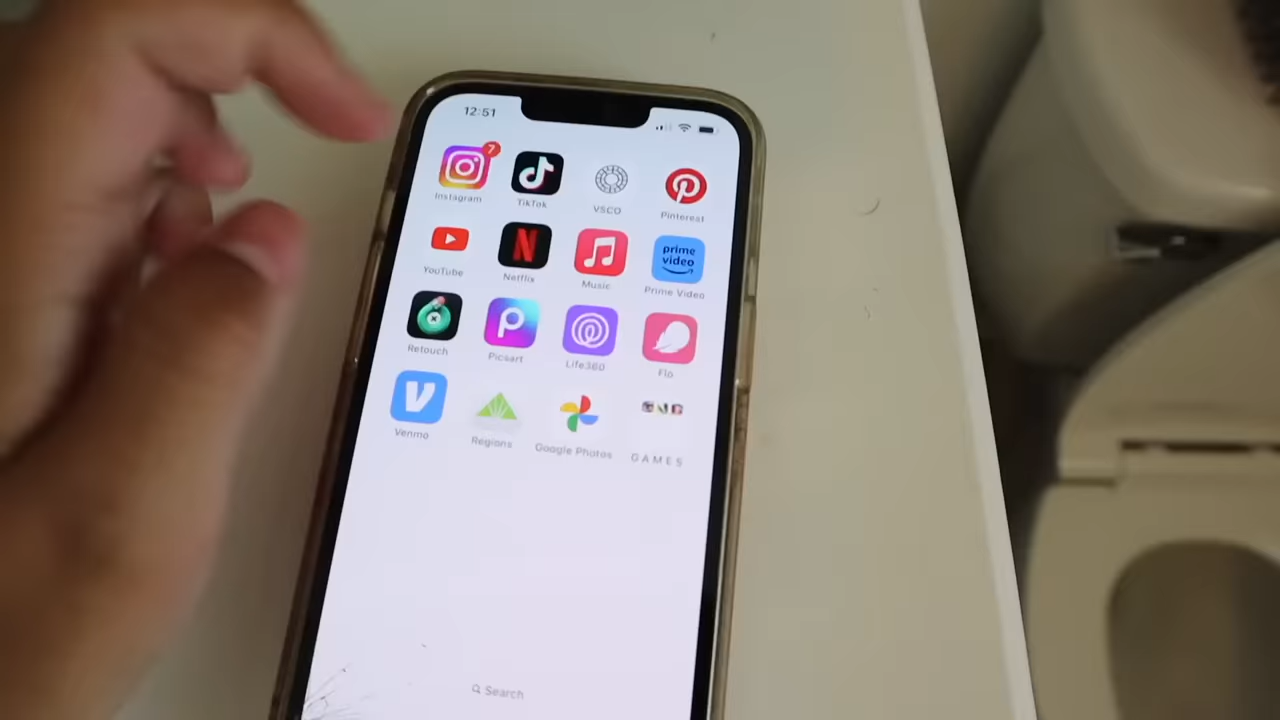 12:51
7
Instagram TikTok VSCO Pinterest
prime video
YouTube Netflix Music Prime Video
Retouch Picsart Life360 Flo
Venmo Regions Google Photos GAMES
Search